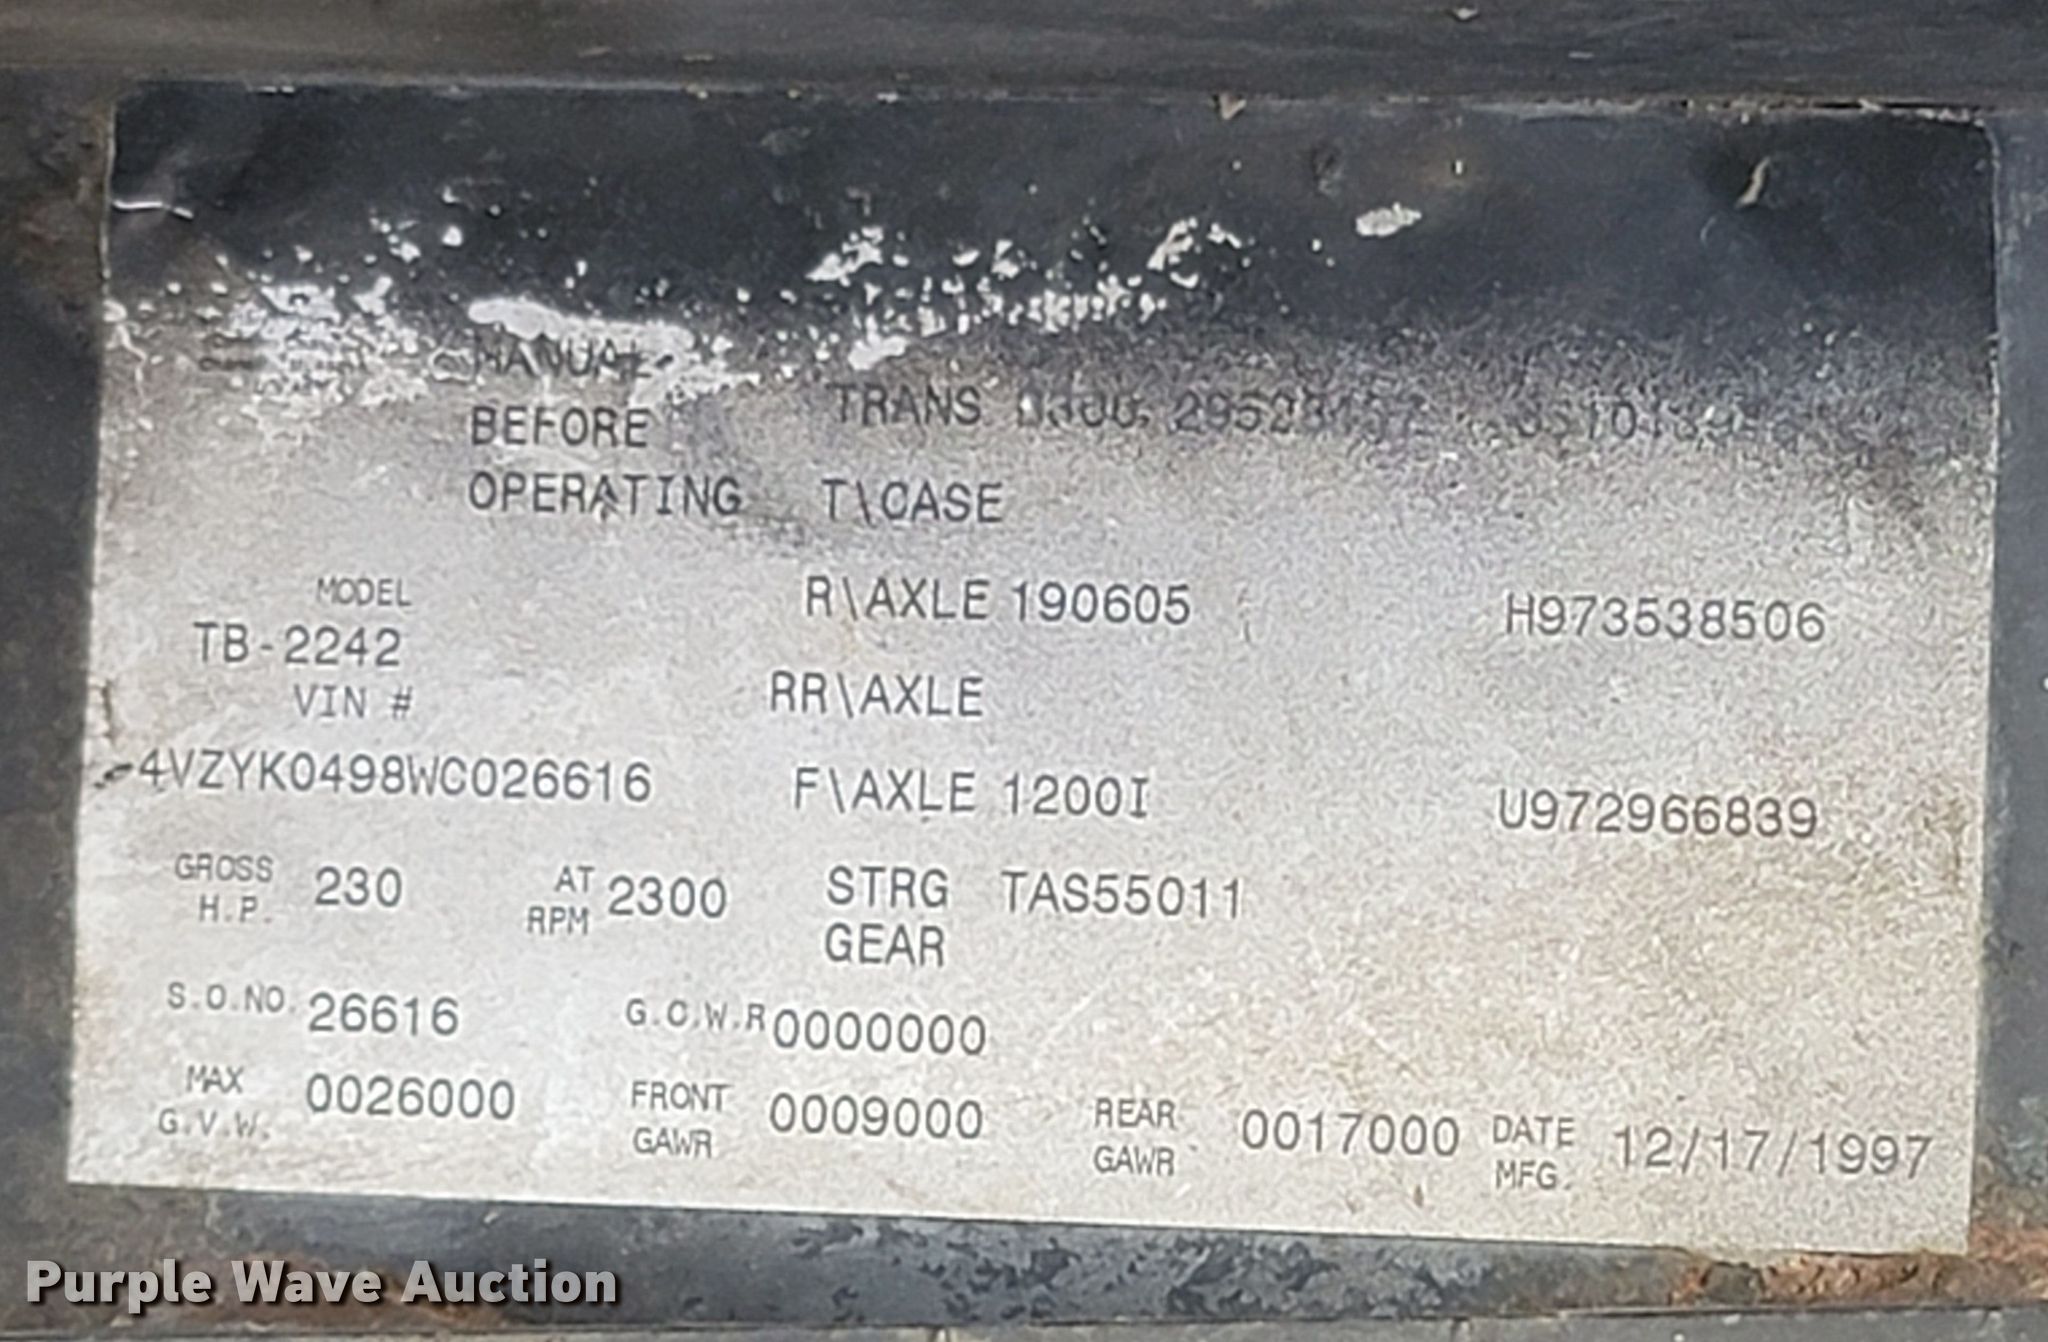 MANUAL
BEFORE TRANS
OPERATING T\CASE
MODEL R\AXLE 190605 H973538506
TB-2242
VIN # RR\AXLE
4VZYK0498WC026616 F\AXLE 1200I U972966839
GROSS H.P. 230 AT RPM 2300 STRG GEAR TAS55011
S.O.NO. 26616 G.C.W.R 0000000
MAX G.V.W. 0026000 FRONT GAWR 0009000 REAR GAWR 0017000 DATE MFG. 12/17/1997
Purple Wave Auction